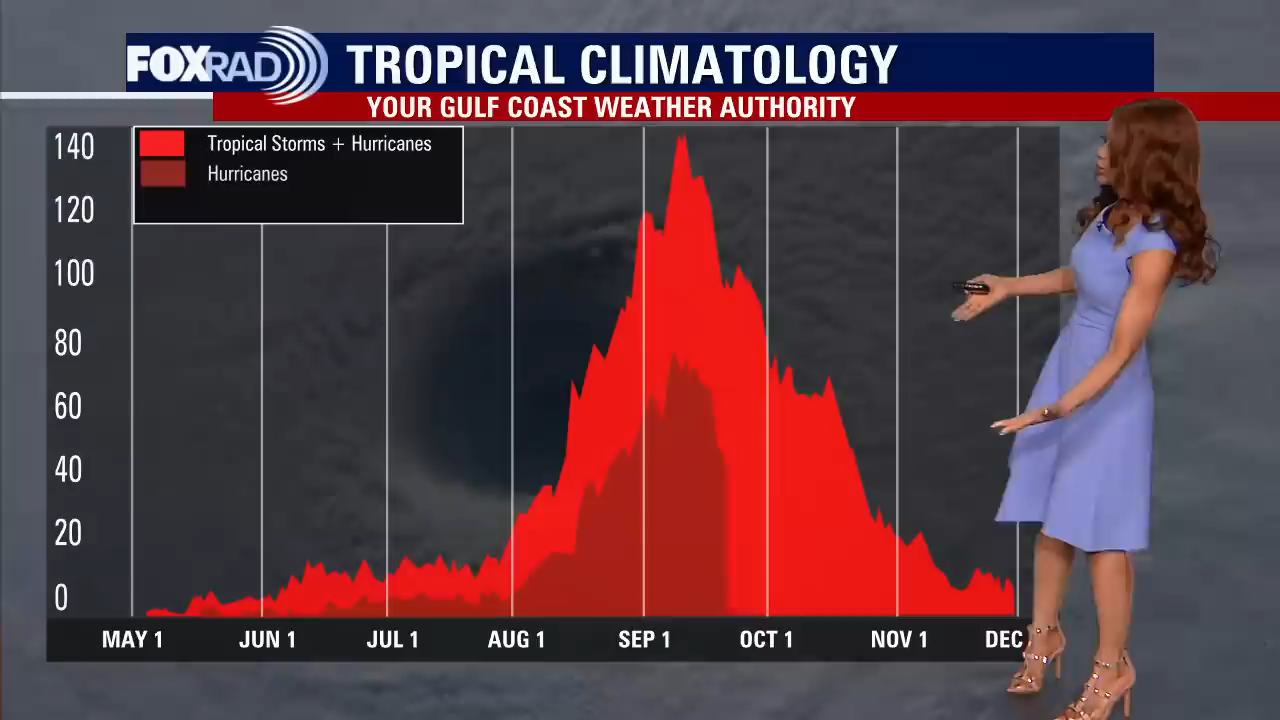 FOXRAD TROPICAL CLIMATOLOGY
YOUR GULF COAST WEATHER AUTHORITY
Tropical Storms + Hurricanes
Hurricanes
140
120
100
80
60
40
20
0
MAY 1 JUN 1 JUL 1 AUG 1 SEP 1 OCT 1 NOV 1 DEC